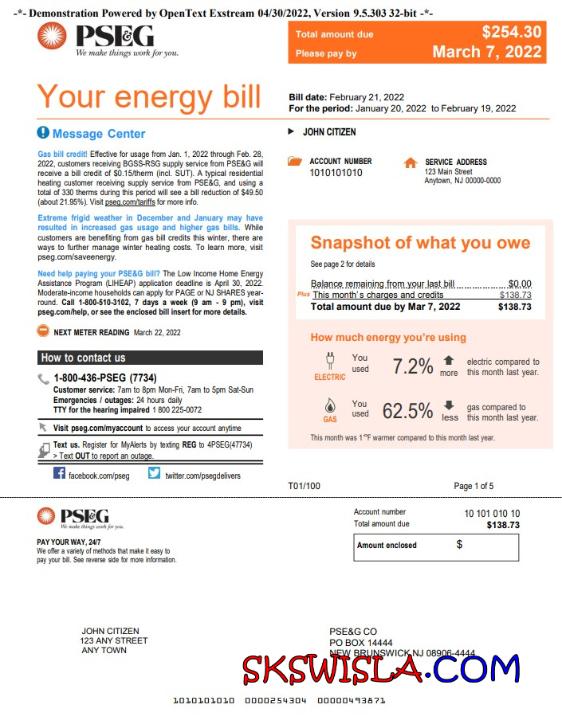 -*- Demonstration Powered by OpenText Exstream 04/30/2022, Version 9.5.303 32-bit -*-
PSE&G
We make things work for you.
Total amount due $254.30
Please pay by March 7, 2022
Your energy bill
Bill date: February 21, 2022
For the period: January 20, 2022 to February 19, 2022
Message Center
Gas bill credit! Effective for usage from Jan. 1, 2022 through Feb. 28,
2022, customers receiving BGSS-RSG supply service from PSE&G will
receive a bill credit of $0.15/therm (incl. SUT). A typical residential
heating customer receiving supply service from PSE&G, and using a
total of 330 therms during this period will see a bill reduction of $49.50
(about 21.95%). Visit pseg.com/tariffs for more info.
Extreme frigid weather in December and January may have
resulted in increased gas usage and higher gas bills. While
customers are benefiting from gas bill credits this winter, there are
ways to further manage winter heating costs. To learn more, visit
pseg.com/saveenergy.
Need help paying your PSE&G bill? The Low Income Home Energy
Assistance Program (LIHEAP) application deadline is April 30, 2022.
Moderate-income households can apply for PAGE or NJ SHARES year-
round. Call 1-800-510-3102, 7 days a week (9 am - 9 pm), visit
pseg.com/help, or see the enclosed bill insert for more details.
NEXT METER READING March 22, 2022
How to contact us
1-800-436-PSEG (7734)
Customer service: 7am to 8pm Mon-Fri, 7am to 5pm Sat-Sun
Emergencies / outages: 24 hours daily
TTY for the hearing impaired 1 800 225-0072
Visit pseg.com/myaccount to access your account anytime
Text us. Register for MyAlerts by texting REG to 4PSEG(47734)
> Text OUT to report an outage.
facebook.com/pseg twitter.com/psegdelivers
JOHN CITIZEN
ACCOUNT NUMBER
1010101010
SERVICE ADDRESS
123 Main Street
Anytown, NJ 00000-0000
Snapshot of what you owe
See page 2 for details
Balance remaining from your last bill $0.00
Plus This month's charges and credits $138.73
Total amount due by Mar 7, 2022 $138.73
How much energy you're using
ELECTRIC
You used 7.2% more electric compared to this month last year.
GAS
You used 62.5% less gas compared to this month last year.
This month was 1°F warmer compared to this month last year.
T01/100 Page 1 of 5
PSE&G
We make things work for you.
PAY YOUR WAY, 24/7
We offer a variety of methods that make it easy to
pay your bill. See reverse side for more information.
Account number 10 101 010 10
Total amount due $138.73
Amount enclosed $
JOHN CITIZEN
123 ANY STREET
ANY TOWN
PSE&G CO
PO BOX 14444
NEW BRUNSWICK NJ 08906-4444
SKSWISLA.COM
1010101010 0000254304 00000493871